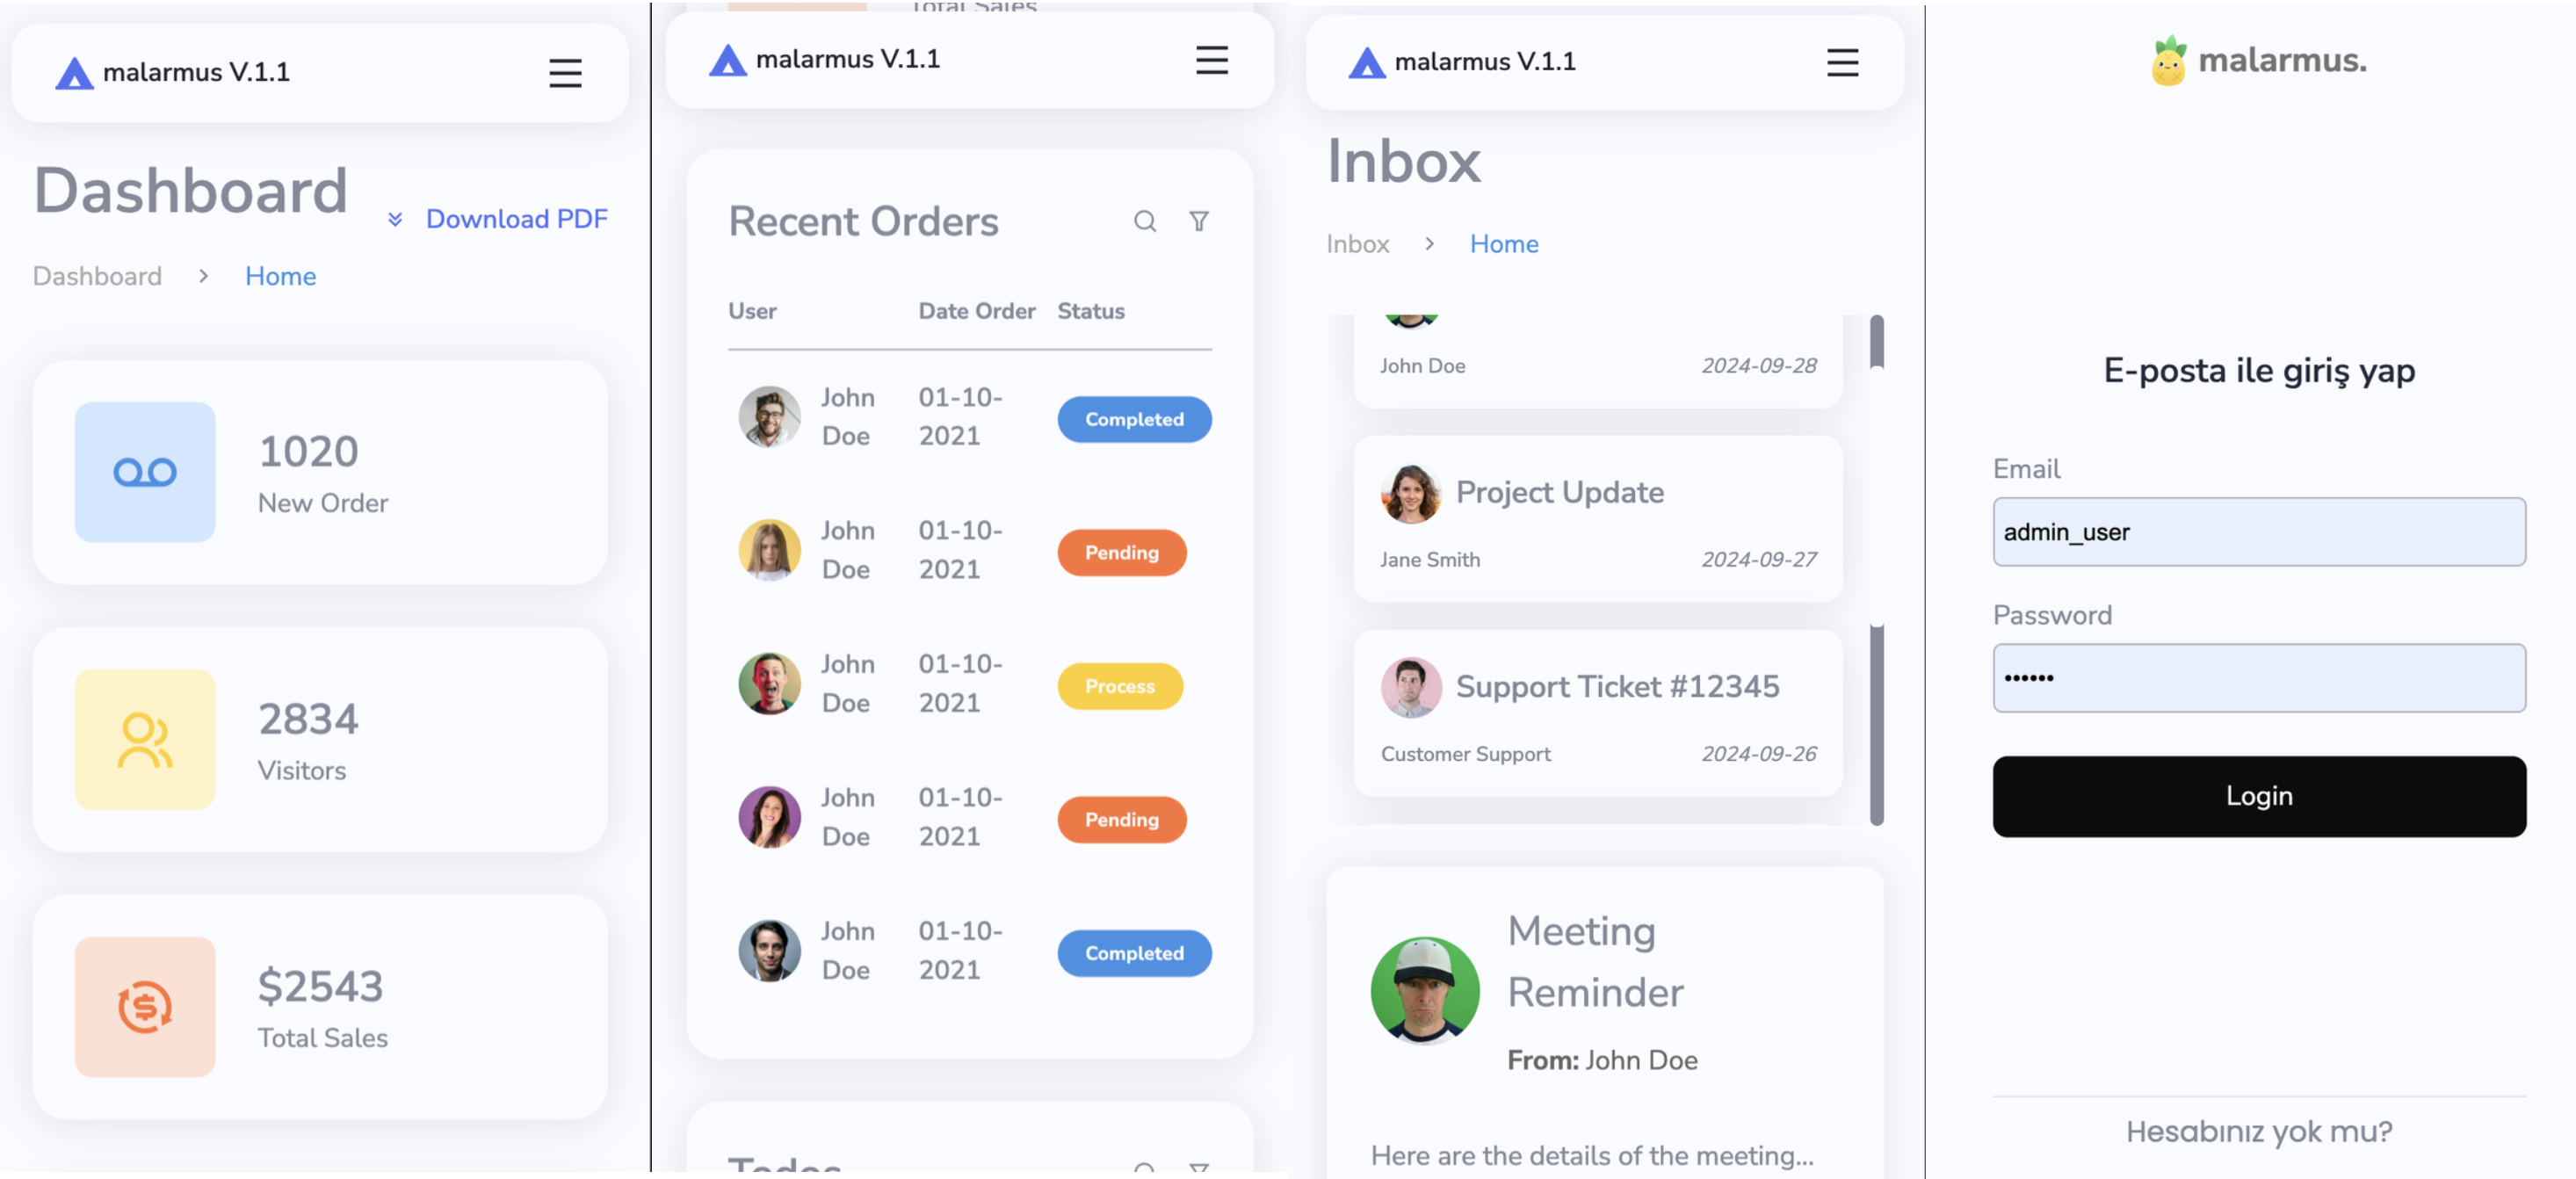 malarmus V.1.1
Dashboard
Download PDF
Dashboard > Home
1020
New Order
2834
Visitors
$2543
Total Sales
Total Sales
malarmus V.1.1
Recent Orders
User Date Order Status
John Doe 01-10-2021 Completed
John Doe 01-10-2021 Pending
John Doe 01-10-2021 Process
John Doe 01-10-2021 Pending
John Doe 01-10-2021 Completed
Todos
malarmus V.1.1
Inbox
Inbox > Home
John Doe 2024-09-28
Project Update
Jane Smith 2024-09-27
Support Ticket #12345
Customer Support 2024-09-26
Meeting
Reminder
From: John Doe
Here are the details of the meeting...
malarmus.
E-posta ile giriş yap
Email
admin_user
Password
••••••
Login
Hesabınız yok mu?